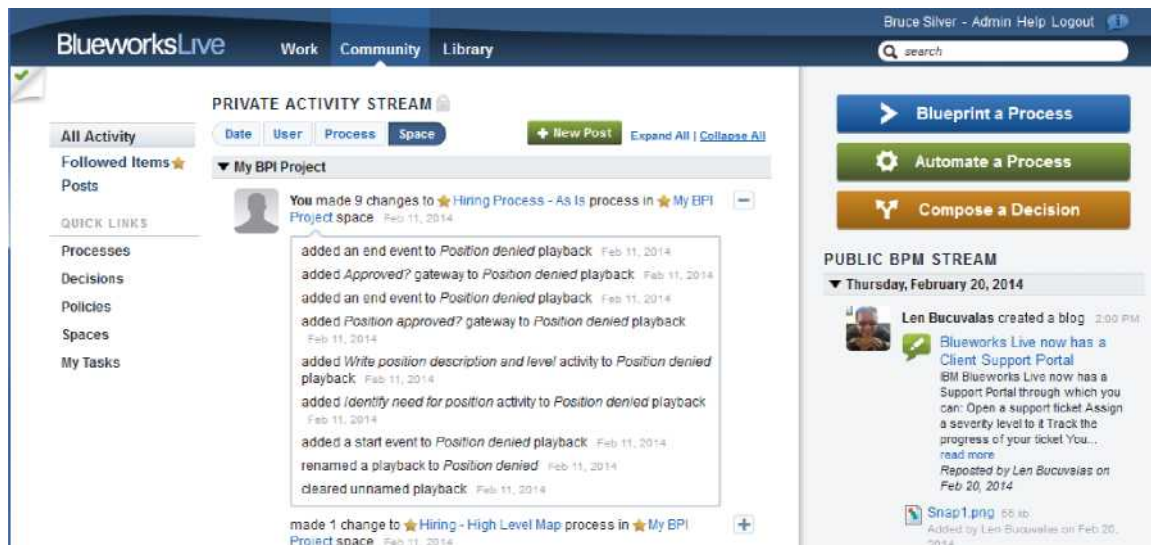 Bruce Silver - Admin Help Logout
BlueworksLive
Work
Community
Library
search
All Activity
Followed Items
Posts
QUICK LINKS
Processes
Decisions
Policies
Spaces
My Tasks
PRIVATE ACTIVITY STREAM
Date
User
Process
Space
New Post
Expand All | Collapse All
My BPI Project
You made 9 changes to Hiring Process - As Is process in My BPI
Project space Feb 11, 2014
added an end event to Position denied playback Feb 11, 2014
added Approved? gateway to Position denied playback Feb 11, 2014
added an end event to Position denied playback Feb 11, 2014
added Position approved? gateway to Position denied playback
Feb 11, 2014
added Write position description and level activity to Position denied
playback Feb 11, 2014
added Identify need for position activity to Position denied playback
Feb 11, 2014
added a start event to Position denied playback Feb 11, 2014
renamed a playback to Position denied Feb 11, 2014
cleared unnamed playback Feb 11, 2014
made 1 change to Hiring - High Level Map process in My BPI
Project space Feb 11, 2014
Blueprint a Process
Automate a Process
Compose a Decision
PUBLIC BPM STREAM
Thursday, February 20, 2014
Len Bucuvalas created a blog 2:00 PM
Blueworks Live now has a
Client Support Portal
IBM Blueworks Live now has a
Support Portal through which you
can: Open a support ticket Assign
a severity level to it Track the
progress of your ticket You...
read more
Reposted by Len Bucuvalas on
Feb 20, 2014
Snap1.png
Added by Len Bucuvalas on Feb 20,
2014